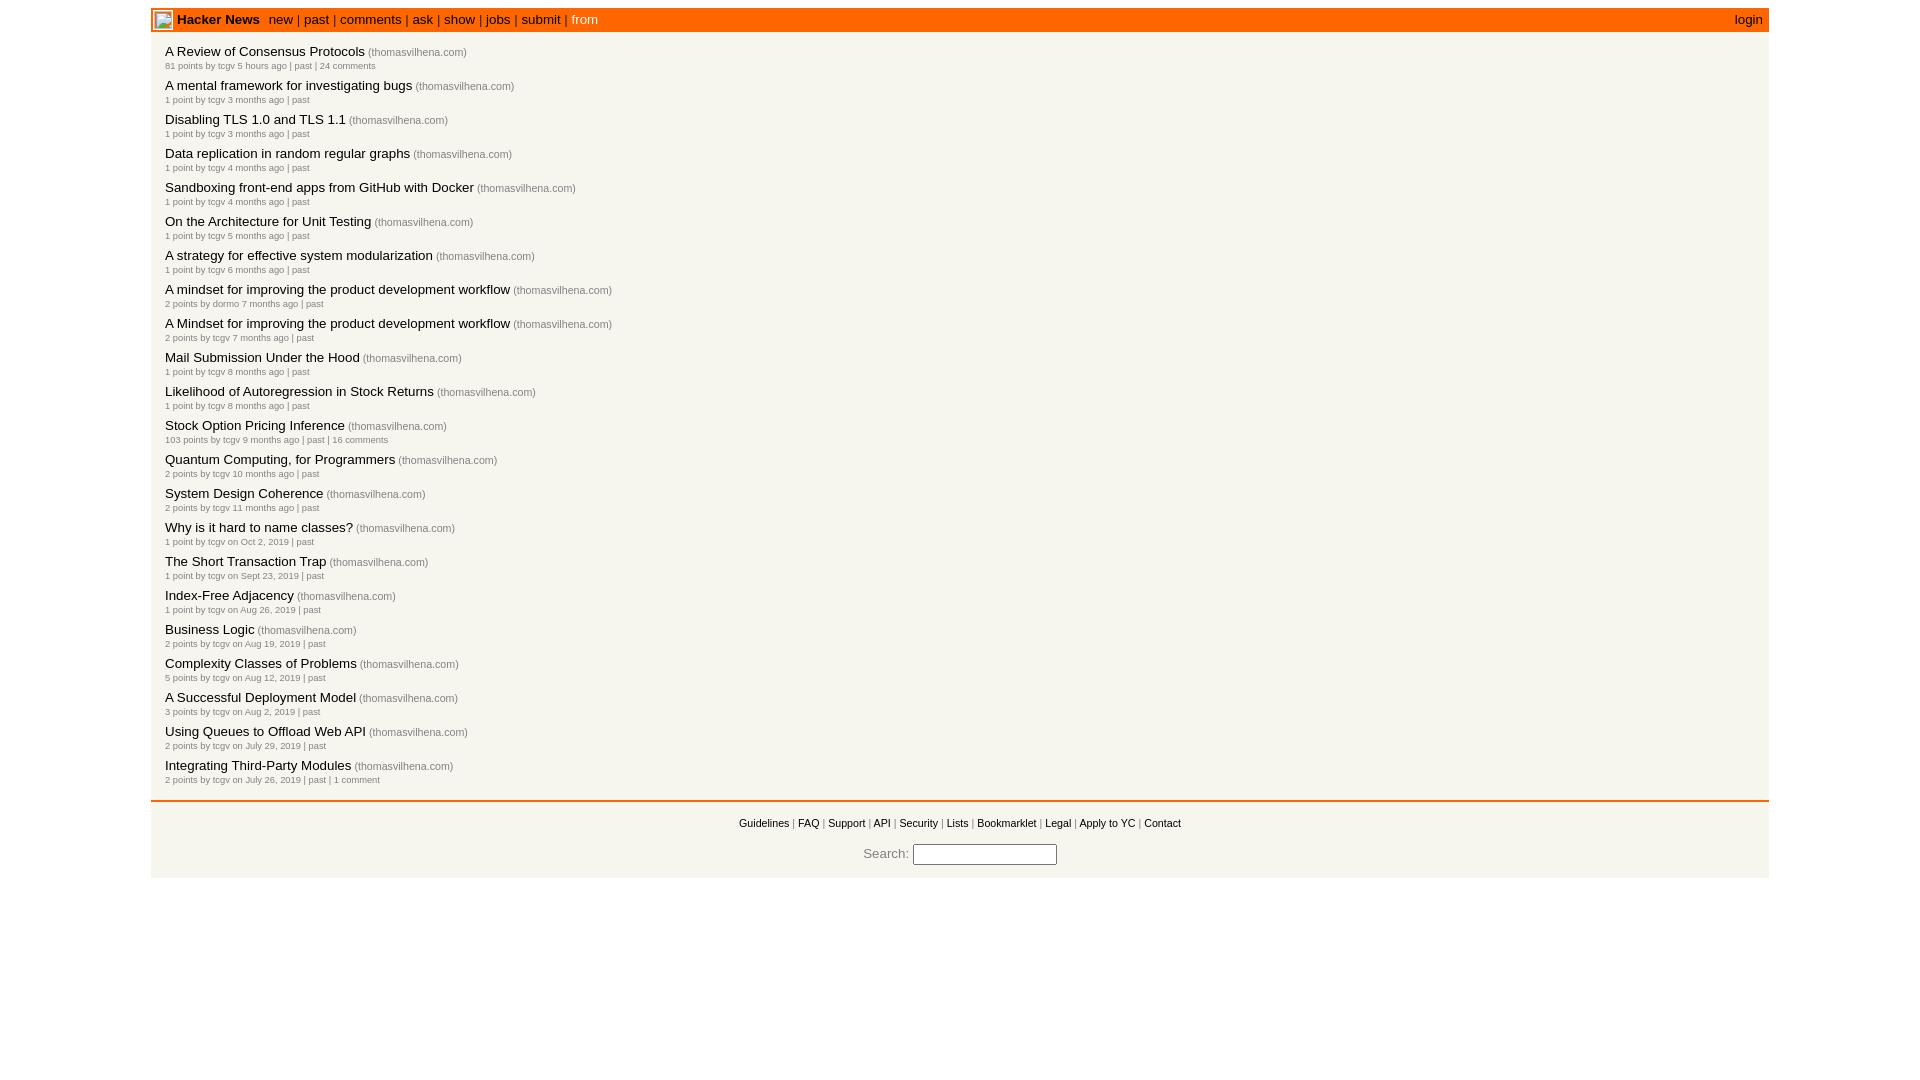 Hacker News new | past | comments | ask | show | jobs | submit | from login
A Review of Consensus Protocols (thomasvilhena.com)
81 points by tcgv 5 hours ago | past | 24 comments
A mental framework for investigating bugs (thomasvilhena.com)
1 point by tcgv 3 months ago | past
Disabling TLS 1.0 and TLS 1.1 (thomasvilhena.com)
1 point by tcgv 3 months ago | past
Data replication in random regular graphs (thomasvilhena.com)
1 point by tcgv 4 months ago | past
Sandboxing front-end apps from GitHub with Docker (thomasvilhena.com)
1 point by tcgv 4 months ago | past
On the Architecture for Unit Testing (thomasvilhena.com)
1 point by tcgv 5 months ago | past
A strategy for effective system modularization (thomasvilhena.com)
1 point by tcgv 6 months ago | past
A mindset for improving the product development workflow (thomasvilhena.com)
2 points by dormo 7 months ago | past
A Mindset for improving the product development workflow (thomasvilhena.com)
2 points by tcgv 7 months ago | past
Mail Submission Under the Hood (thomasvilhena.com)
1 point by tcgv 8 months ago | past
Likelihood of Autoregression in Stock Returns (thomasvilhena.com)
1 point by tcgv 8 months ago | past
Stock Option Pricing Inference (thomasvilhena.com)
103 points by tcgv 9 months ago | past | 16 comments
Quantum Computing, for Programmers (thomasvilhena.com)
2 points by tcgv 10 months ago | past
System Design Coherence (thomasvilhena.com)
2 points by tcgv 11 months ago | past
Why is it hard to name classes? (thomasvilhena.com)
1 point by tcgv on Oct 2, 2019 | past
The Short Transaction Trap (thomasvilhena.com)
1 point by tcgv on Sept 23, 2019 | past
Index-Free Adjacency (thomasvilhena.com)
1 point by tcgv on Aug 26, 2019 | past
Business Logic (thomasvilhena.com)
2 points by tcgv on Aug 19, 2019 | past
Complexity Classes of Problems (thomasvilhena.com)
5 points by tcgv on Aug 12, 2019 | past
A Successful Deployment Model (thomasvilhena.com)
3 points by tcgv on Aug 2, 2019 | past
Using Queues to Offload Web API (thomasvilhena.com)
2 points by tcgv on July 29, 2019 | past
Integrating Third-Party Modules (thomasvilhena.com)
2 points by tcgv on July 26, 2019 | past | 1 comment
Guidelines | FAQ | Support | API | Security | Lists | Bookmarklet | Legal | Apply to YC | Contact
Search: